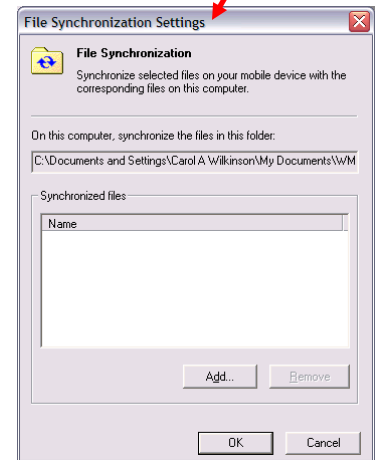 File Synchronization Settings
File Synchronization
Synchronize selected files on your mobile device with the
corresponding files on this computer.
On this computer, synchronize the files in this folder:
C:\Documents and Settings\Carol A Wilkinson\My Documents\WM
Synchronized files
Name
Add...
Remove
OK
Cancel